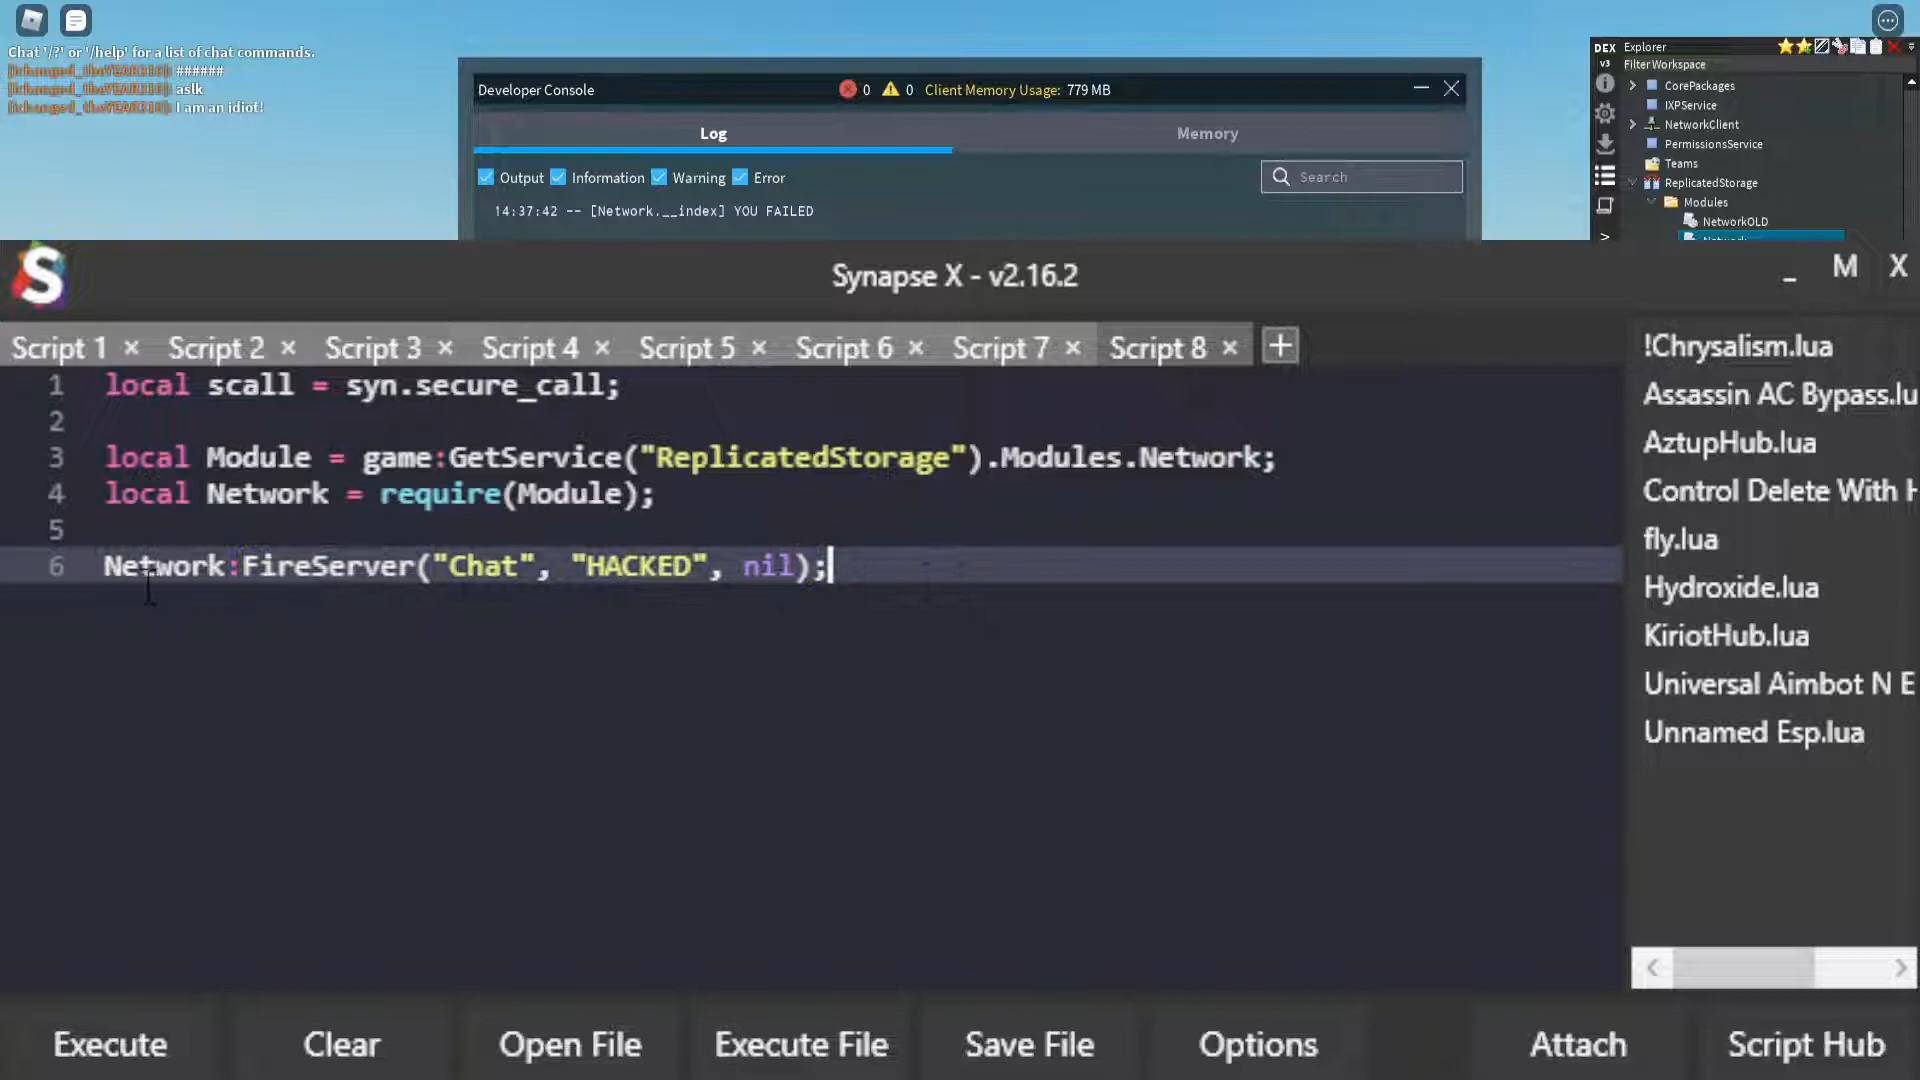 Chat '/?' or '/help' for a list of chat commands.
######
aslk
I am an idiot!
Developer Console
0
0
Client Memory Usage: 779 MB
Log
Memory
Output
Information
Warning
Error
Search
14:37:42 -- [Network.__index] YOU FAILED
DEX
v3
Explorer
Filter Workspace
CorePackages
IXPService
NetworkClient
PermissionsService
Teams
ReplicatedStorage
Modules
NetworkOLD
Network
Synapse X - v2.16.2
_ M X
Script 1 ×
Script 2 ×
Script 3 ×
Script 4 ×
Script 5 ×
Script 6 ×
Script 7 ×
Script 8 ×
+
1 local scall = syn.secure_call;
2
3 local Module = game:GetService("ReplicatedStorage").Modules.Network;
4 local Network = require(Module);
5
6 Network:FireServer("Chat", "HACKED", nil);
!Chrysalism.lua
Assassin AC Bypass.lu
AztupHub.lua
Control Delete With H
fly.lua
Hydroxide.lua
KiriotHub.lua
Universal Aimbot N E
Unnamed Esp.lua
Execute
Clear
Open File
Execute File
Save File
Options
Attach
Script Hub